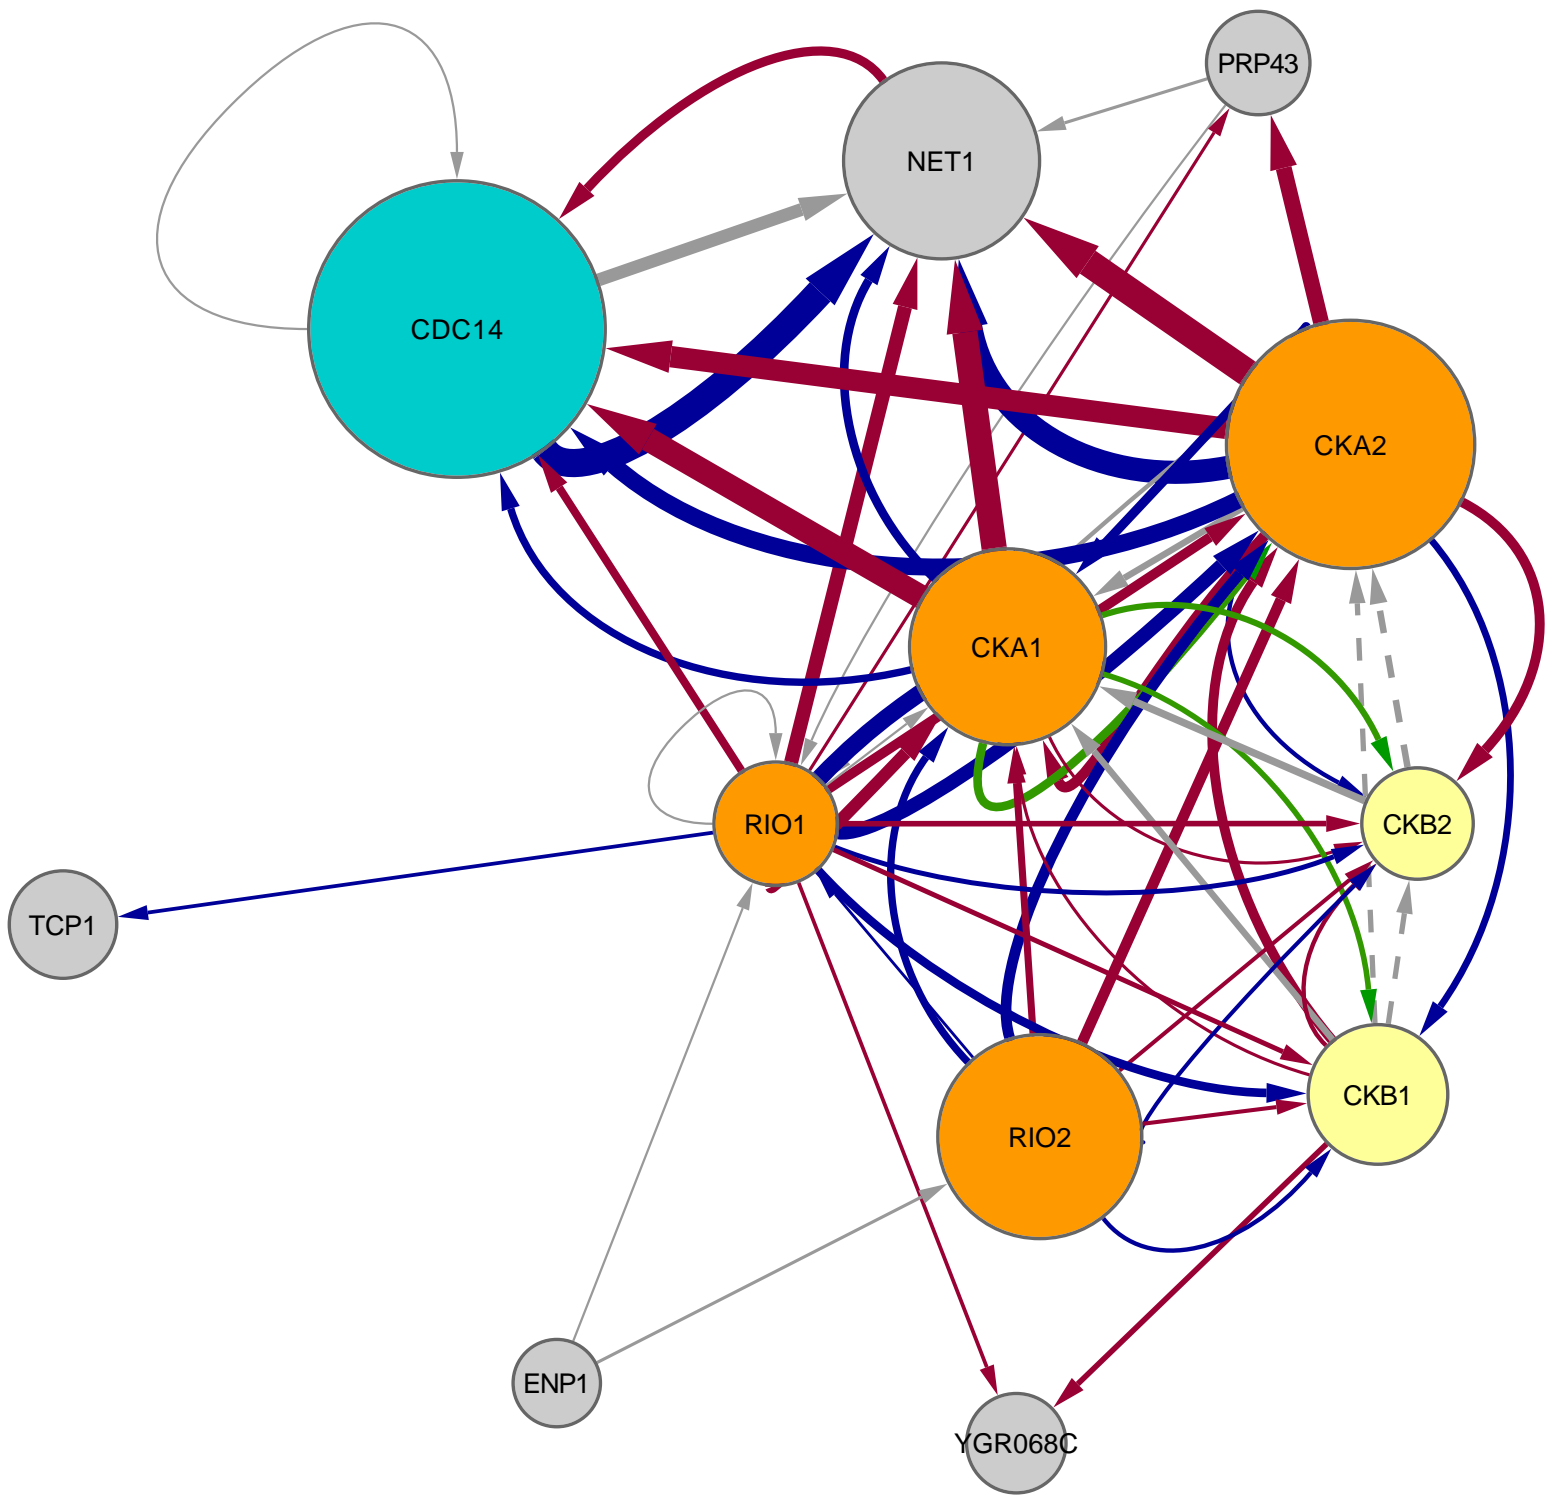 PRP43
NET1
CDC14
CKA2
CKA1
RIO1
CKB2
TCP1
CKB1
RIO2
ENP1
YGR068C